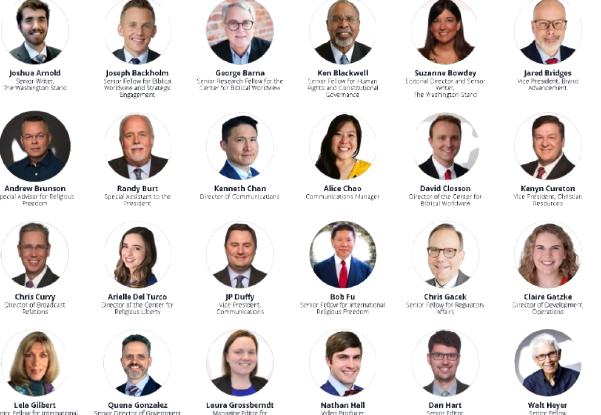 Joshua Arnold
Senior Writer,
The Washington Stand
Joseph Backholm
Senior Fellow for Biblical
Worldview and Strategic
Engagement
George Barna
Senior Research Fellow for the
Center for Biblical Worldview
Ken Blackwell
Senior Fellow for Human
Rights and Constitutional
Governance
Suzanne Bowdey
Editorial Director and Senior
Writer,
The Washington Stand
Jared Bridges
Vice President, Brand
Advancement
Andrew Brunson
Special Advisor for Religious
Freedom
Randy Burt
Special Assistant to the
President
Kenneth Chan
Director of Communications
Alice Chao
Communications Manager
David Closson
Director of the Center for
Biblical Worldview
Kenyn Cureton
Vice President, Christian
Resources
Chris Curry
Director of Broadcast
Relations
Arielle Del Turco
Director of the Center for
Religious Liberty
JP Duffy
Vice President,
Communications
Bob Fu
Senior Fellow for International
Religious Freedom
Chris Gacek
Senior Fellow for Regulatory
Affairs
Claire Gatzke
Director of Development
Operations
Lela Gilbert
Fellow for International
Quena Gonzalez
Senior Director of Government
Laura Grossberndt
Managing Editor for
Nathan Hall
Video Producer
Dan Hart
Senior Editor
Walt Heyer
Senior Fellow